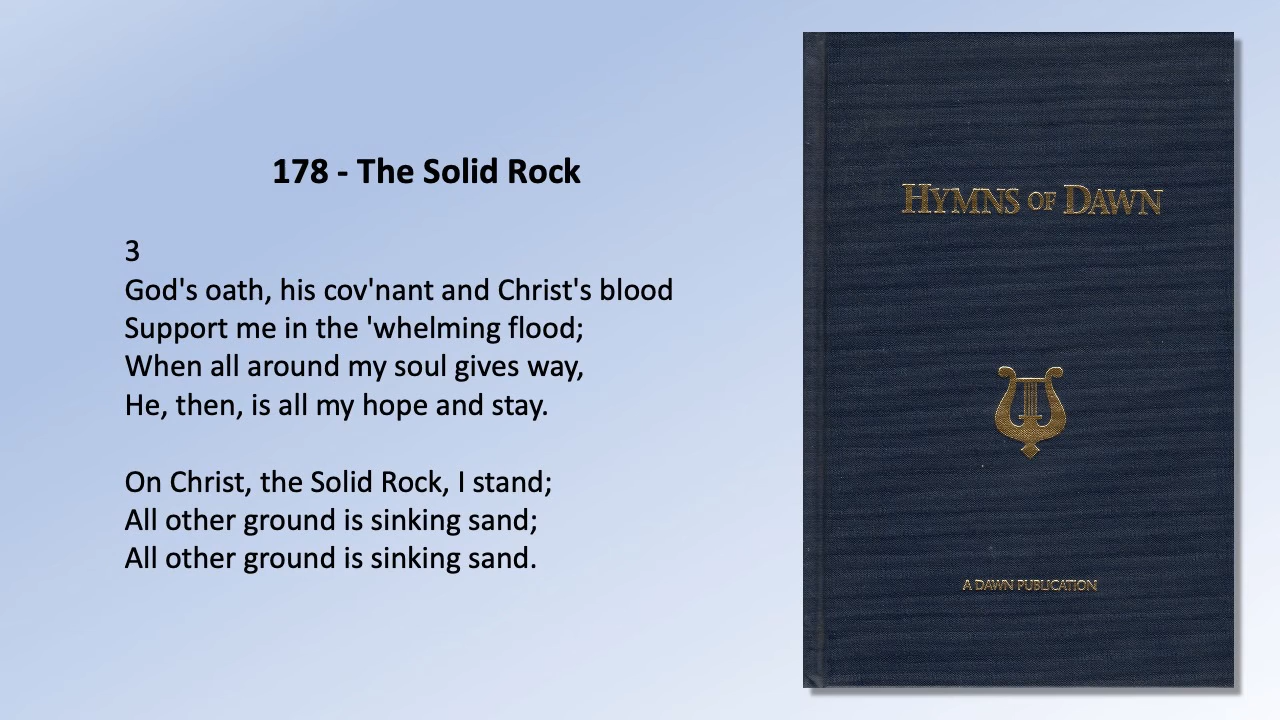 178 - The Solid Rock
3
God's oath, his cov'nant and Christ's blood
Support me in the 'whelming flood;
When all around my soul gives way,
He, then, is all my hope and stay.
On Christ, the Solid Rock, I stand;
All other ground is sinking sand;
All other ground is sinking sand.
HYMNS OF DAWN
A DAWN PUBLICATION